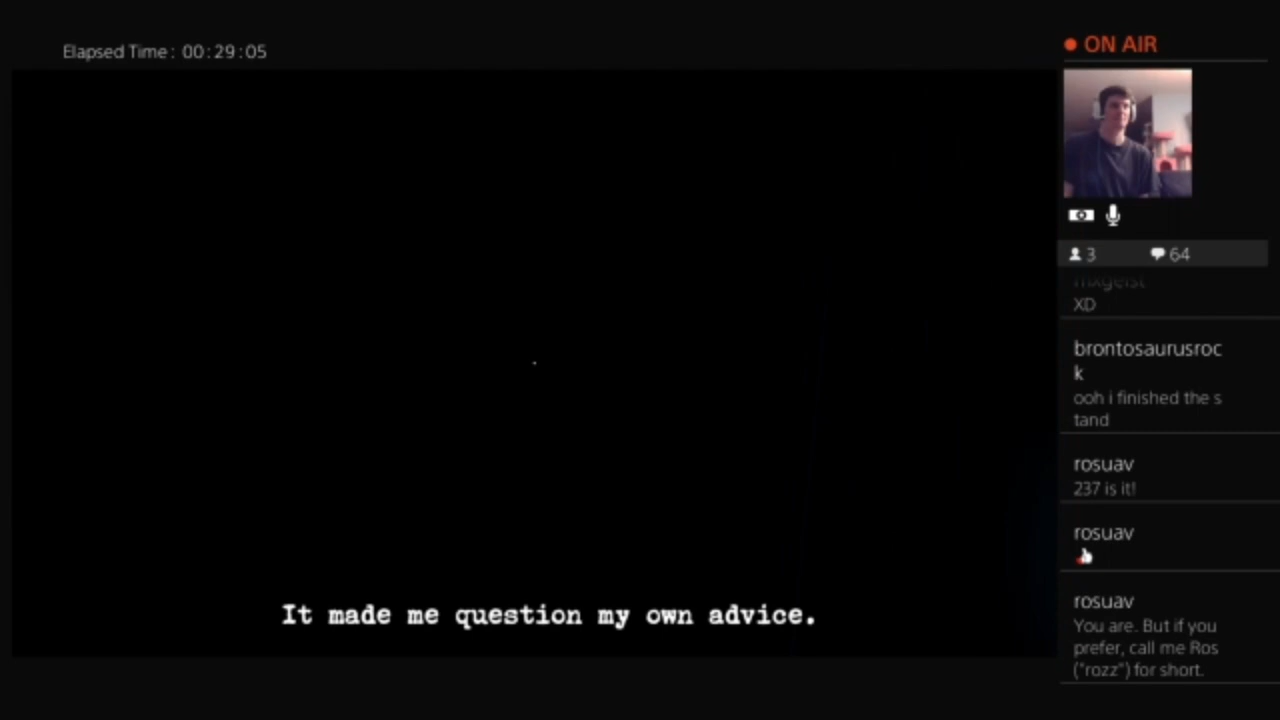 Elapsed Time: 00:29:05
ON AIR
3
64
mxgeist
XD
brontosaurusroc
k
ooh i finished the s
tand
rosuav
237 is it!
rosuav
rosuav
You are. But if you
prefer, call me Ros
("rozz") for short.
It made me question my own advice.